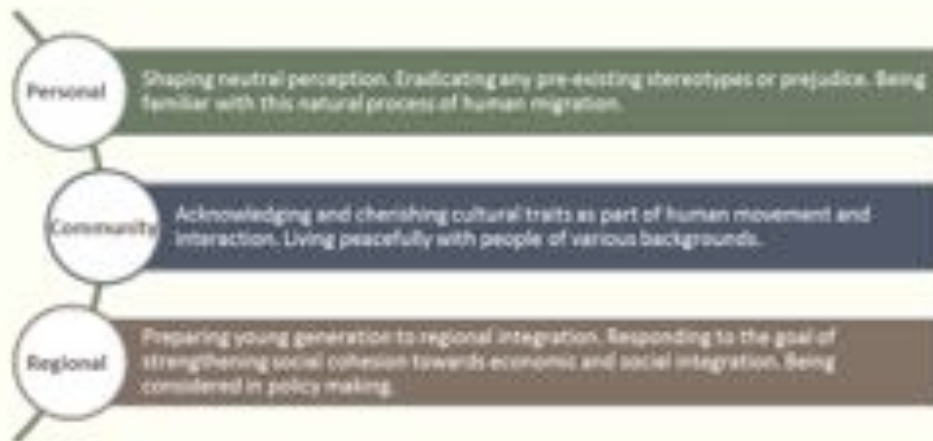 Personal
Shaping neutral perception. Eradicating any pre-existing stereotypes or prejudice. Being
familiar with this natural process of human migration.
Community
Acknowledging and cherishing cultural traits as part of human movement and
interaction. Living peacefully with people of various backgrounds.
Regional
Preparing young generation to regional integration. Responding to the goal of
strengthening social cohesion towards economic and social integration. Being
considered in policy making.